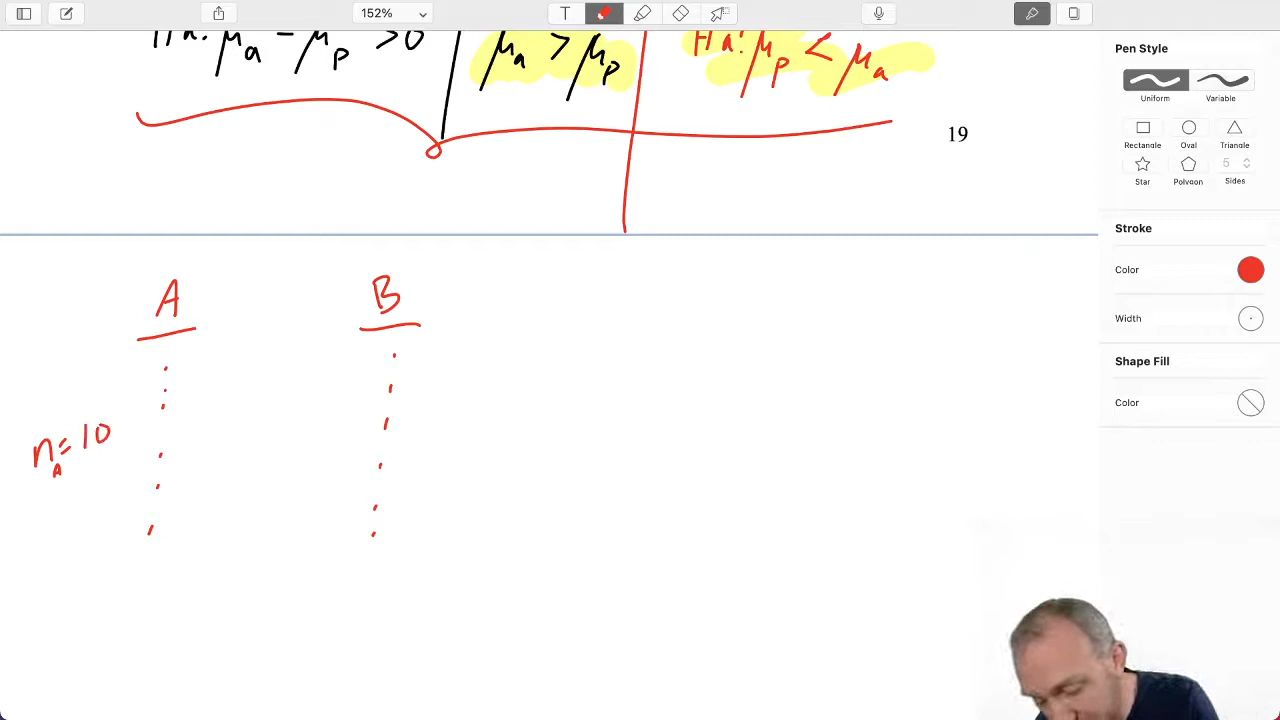 152%
Ha: μa - μp > 0
μa > μp
Ha: μp < μa
19
A B
nA = 10
Pen Style
Uniform Variable
Rectangle Oval Triangle
5
Star Polygon Sides
Stroke
Color
Width
Shape Fill
Color